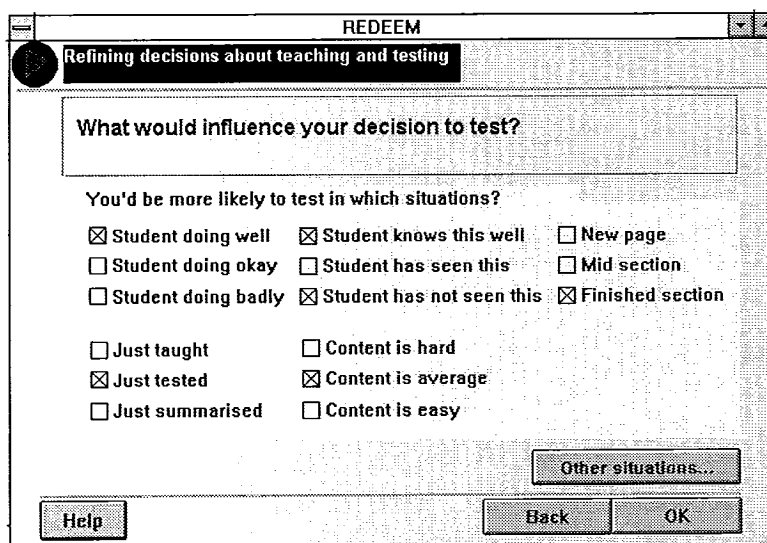 REDEEM
Refining decisions about teaching and testing
What would influence your decision to test?
You'd be more likely to test in which situations?
Student doing well Student knows this well New page
Student doing okay Student has seen this Mid section
Student doing badly Student has not seen this Finished section
Just taught Content is hard
Just tested Content is average
Just summarised Content is easy
Other situations...
Help Back OK